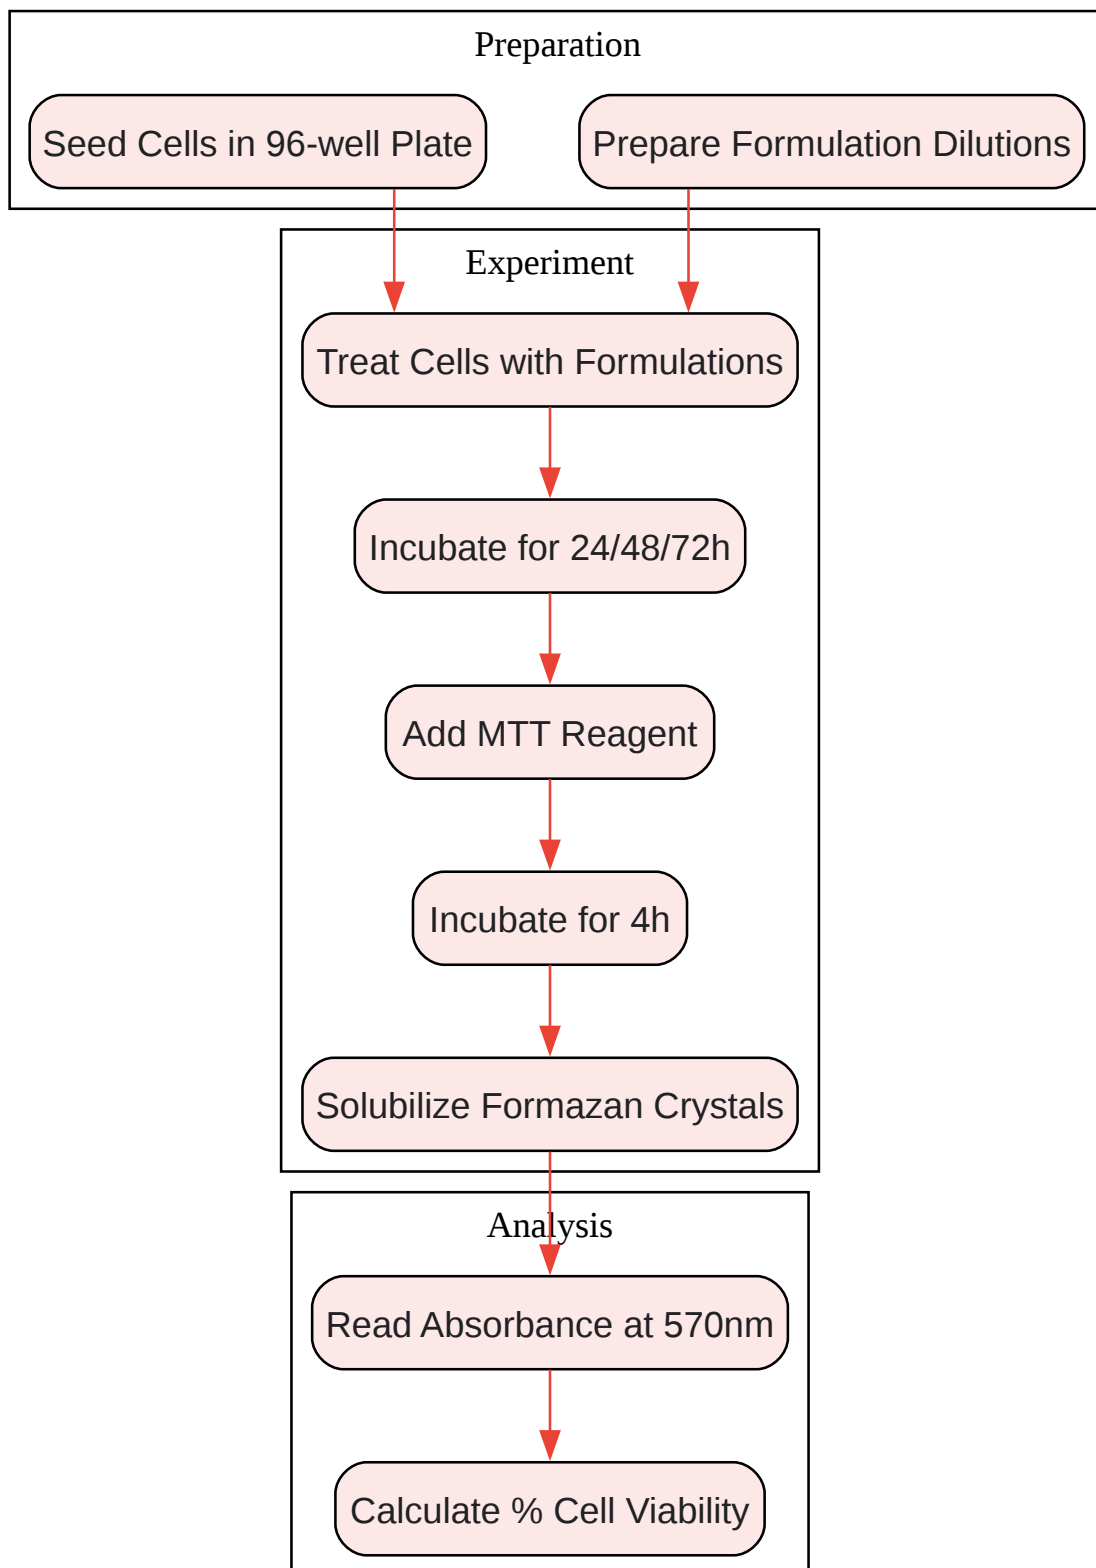 Preparation
Seed Cells in 96-well Plate
Prepare Formulation Dilutions
Experiment
Treat Cells with Formulations
Incubate for 24/48/72h
Add MTT Reagent
Incubate for 4h
Solubilize Formazan Crystals
Analysis
Read Absorbance at 570nm
Calculate % Cell Viability